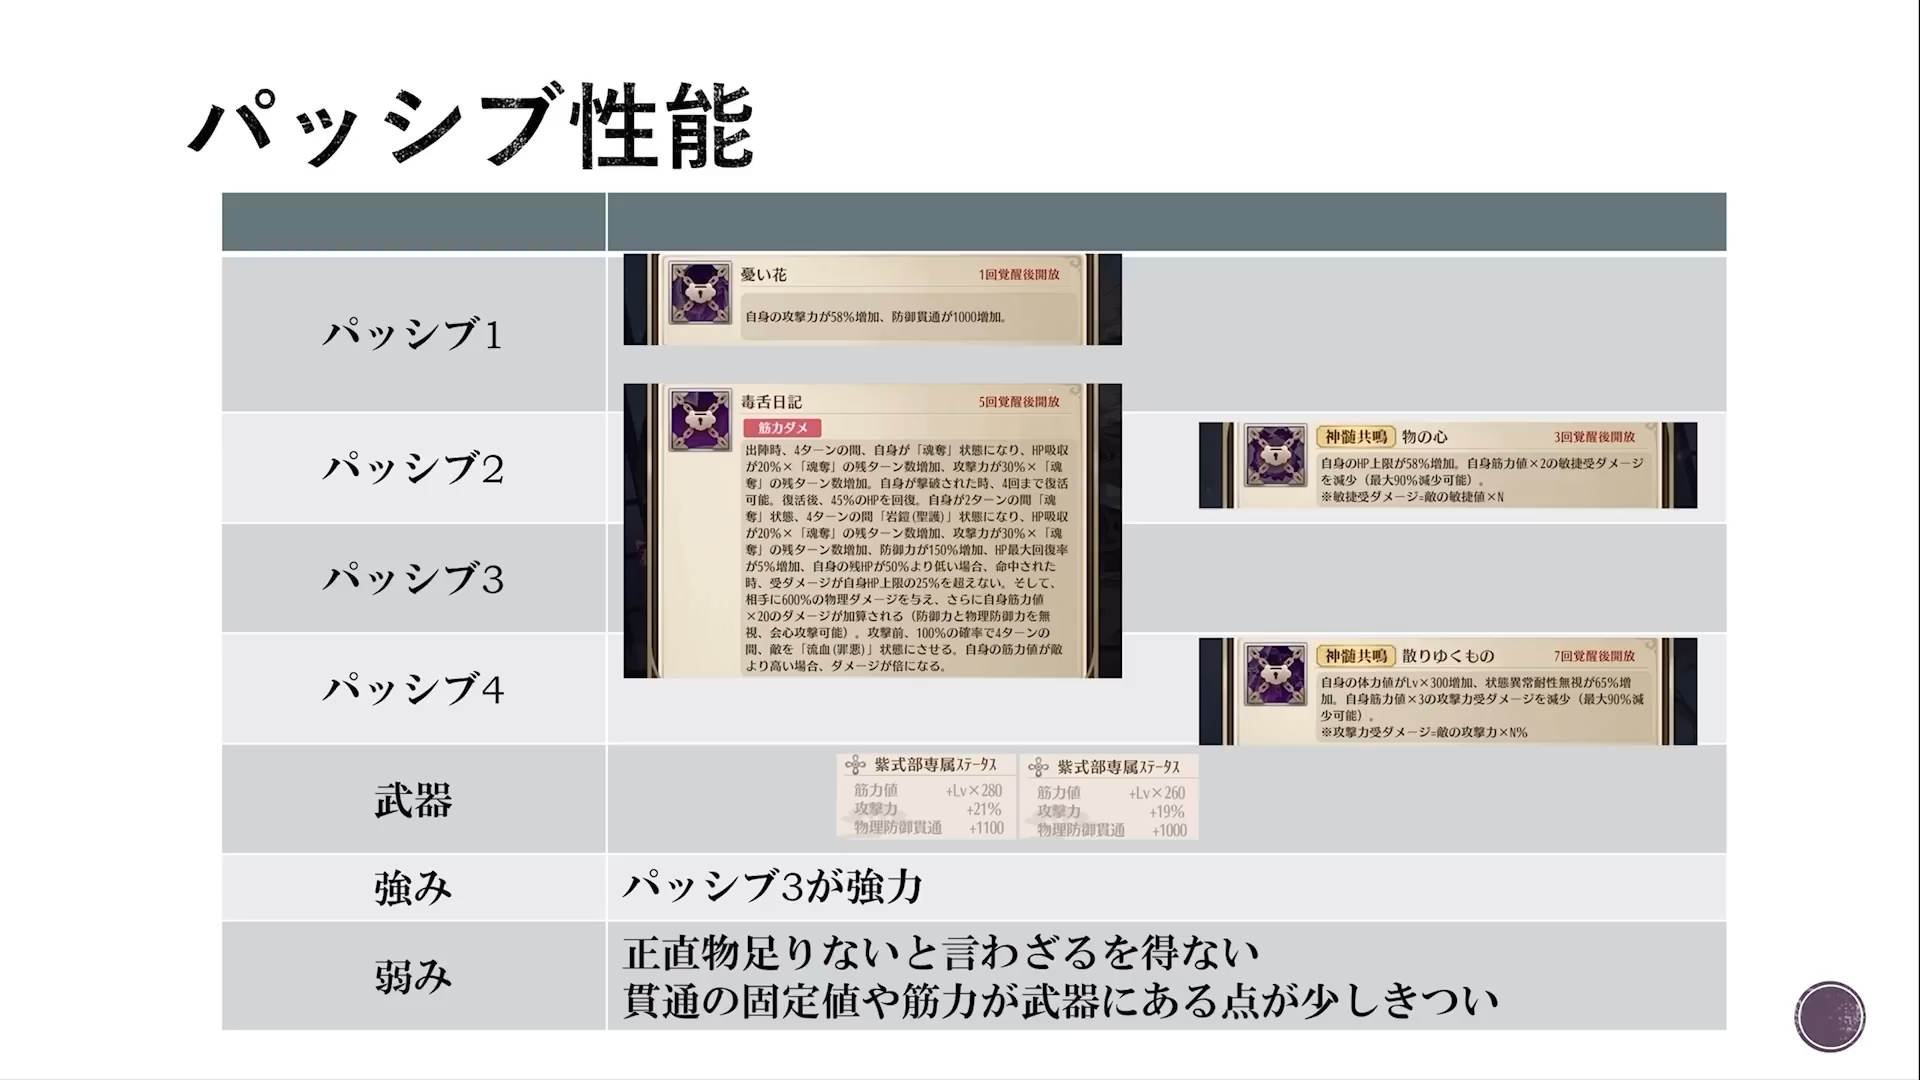 パッシブ性能
パッシブ1
憂い花
1回覚醒後開放
自身の攻撃力が58%増加、防御貫通が1000増加。
パッシブ2
神髄共鳴 物の心
3回覚醒後開放
自身のHP上限が58%増加。自身筋力値×2の敏捷受ダメージ
を減少（最大90%減少可能）。
※敏捷受ダメージ=敵の敏捷値×N
パッシブ3
毒舌日記
5回覚醒後開放
筋力ダメ
出陣時、4ターンの間、自身が「魂奪」状態になり、HP吸収
が20%×「魂奪」の残ターン数増加、攻撃力が30%×「魂
奪」の残ターン数増加。自身が撃破された時、4回まで復活
可能。復活後、45%のHPを回復。自身が2ターンの間「魂
奪」状態、4ターンの間「岩鎧(聖護)」状態になり、HP吸収
が20%×「魂奪」の残ターン数増加、攻撃力が30%×「魂
奪」の残ターン数増加、防御力が150%増加、HP最大回復率
が5%増加、自身の残HPが50%より低い場合、命中された
時、受ダメージが自身HP上限の25%を超えない。そして、
相手に600%の物理ダメージを与え、さらに自身筋力値
×20のダメージが加算される（防御力と物理防御力を無
視、会心攻撃可能）。攻撃前、100%の確率で4ターンの
間、敵を「流血(罪悪)」状態にさせる。自身の筋力値が敵
より高い場合、ダメージが倍になる。
パッシブ4
神髄共鳴 散りゆくもの
7回覚醒後開放
自身の体力値がLv×300増加、状態異常耐性無視が65%増
加。自身筋力値×3の攻撃力受ダメージを減少（最大90%減
少可能）。
※攻撃力受ダメージ=敵の攻撃力×N%
武器
紫式部専属ｽﾃｰﾀｽ
筋力値 +Lv×280
攻撃力 +21%
物理防御貫通 +1100
紫式部専属ｽﾃｰﾀｽ
筋力値 +Lv×260
攻撃力 +19%
物理防御貫通 +1000
強み
パッシブ3が強力
弱み
正直物足りないと言わざるを得ない
貫通の固定値や筋力が武器にある点が少しきつい